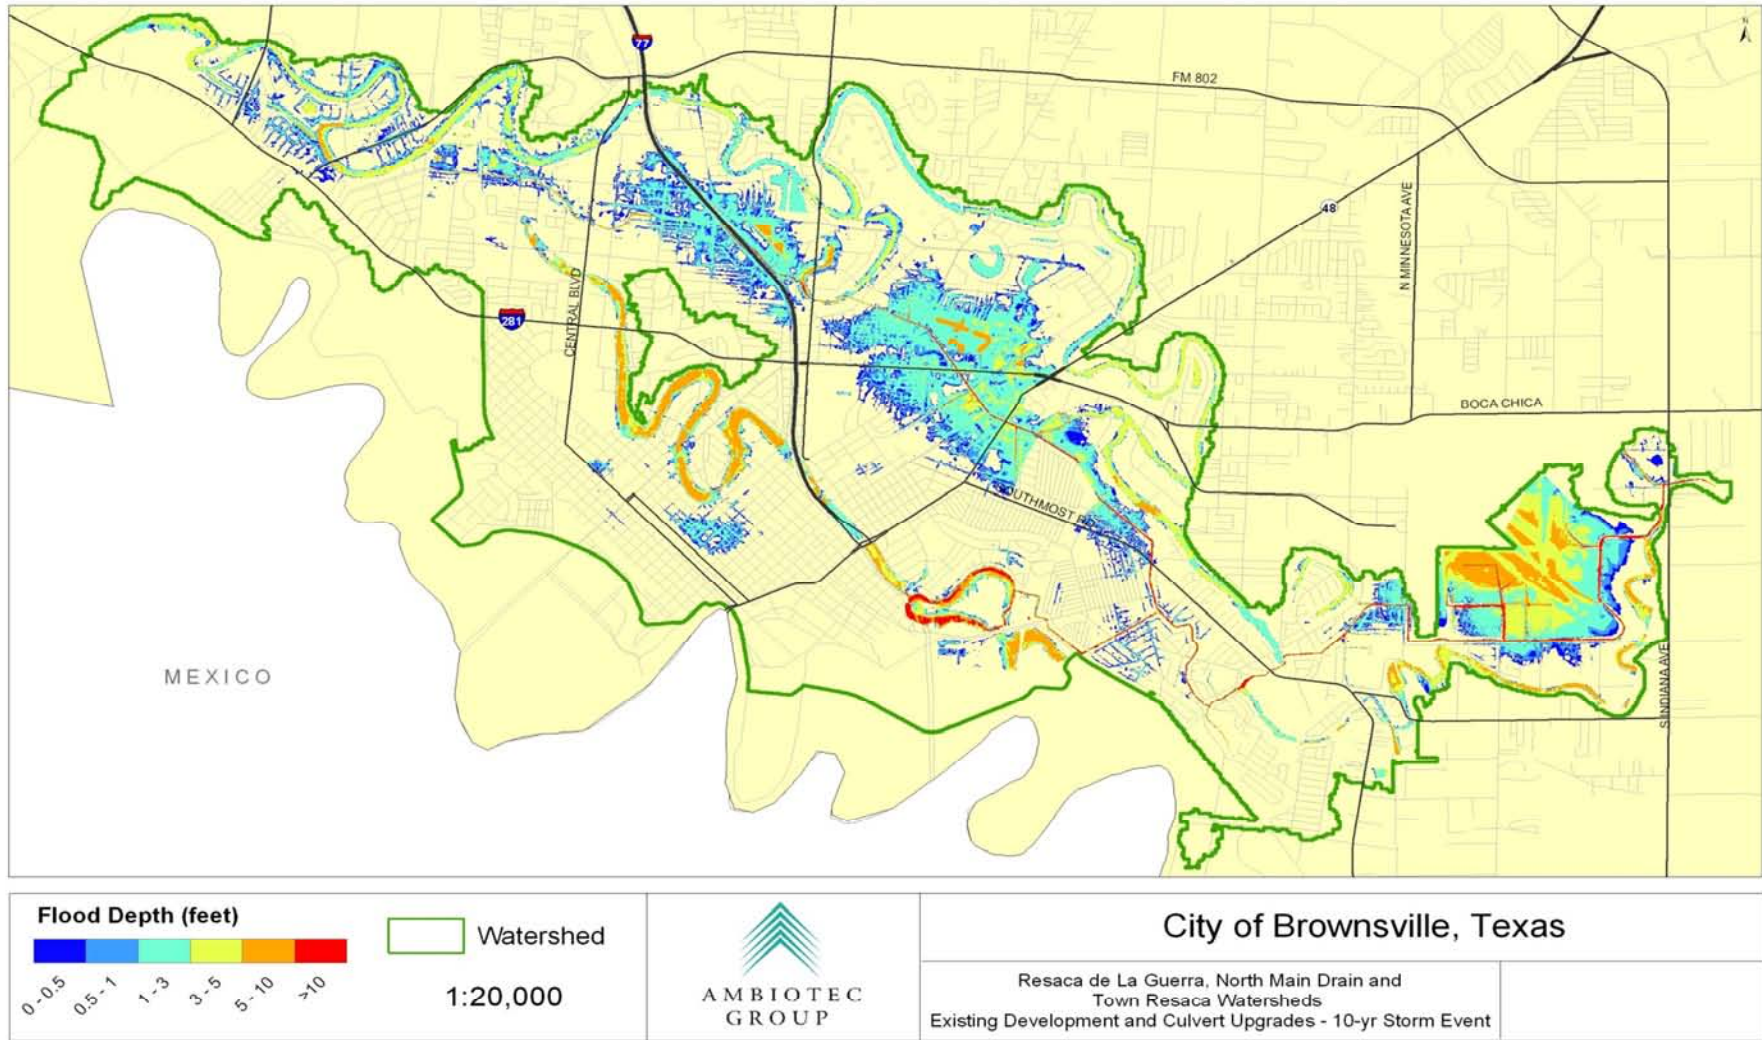 N
77
FM 802
48
N MINNESOTA AVE
CENTRAL BLVD
281
BOCA CHICA
SOUTHMOST RD
MEXICO
S INDIANA AVE
Flood Depth (feet)
0 - 0.5
0.5 - 1
1 - 3
3 - 5
5 - 10
>10
Watershed
1:20,000
AMBIOTEC
GROUP
City of Brownsville, Texas
Resaca de La Guerra, North Main Drain and
Town Resaca Watersheds
Existing Development and Culvert Upgrades - 10-yr Storm Event